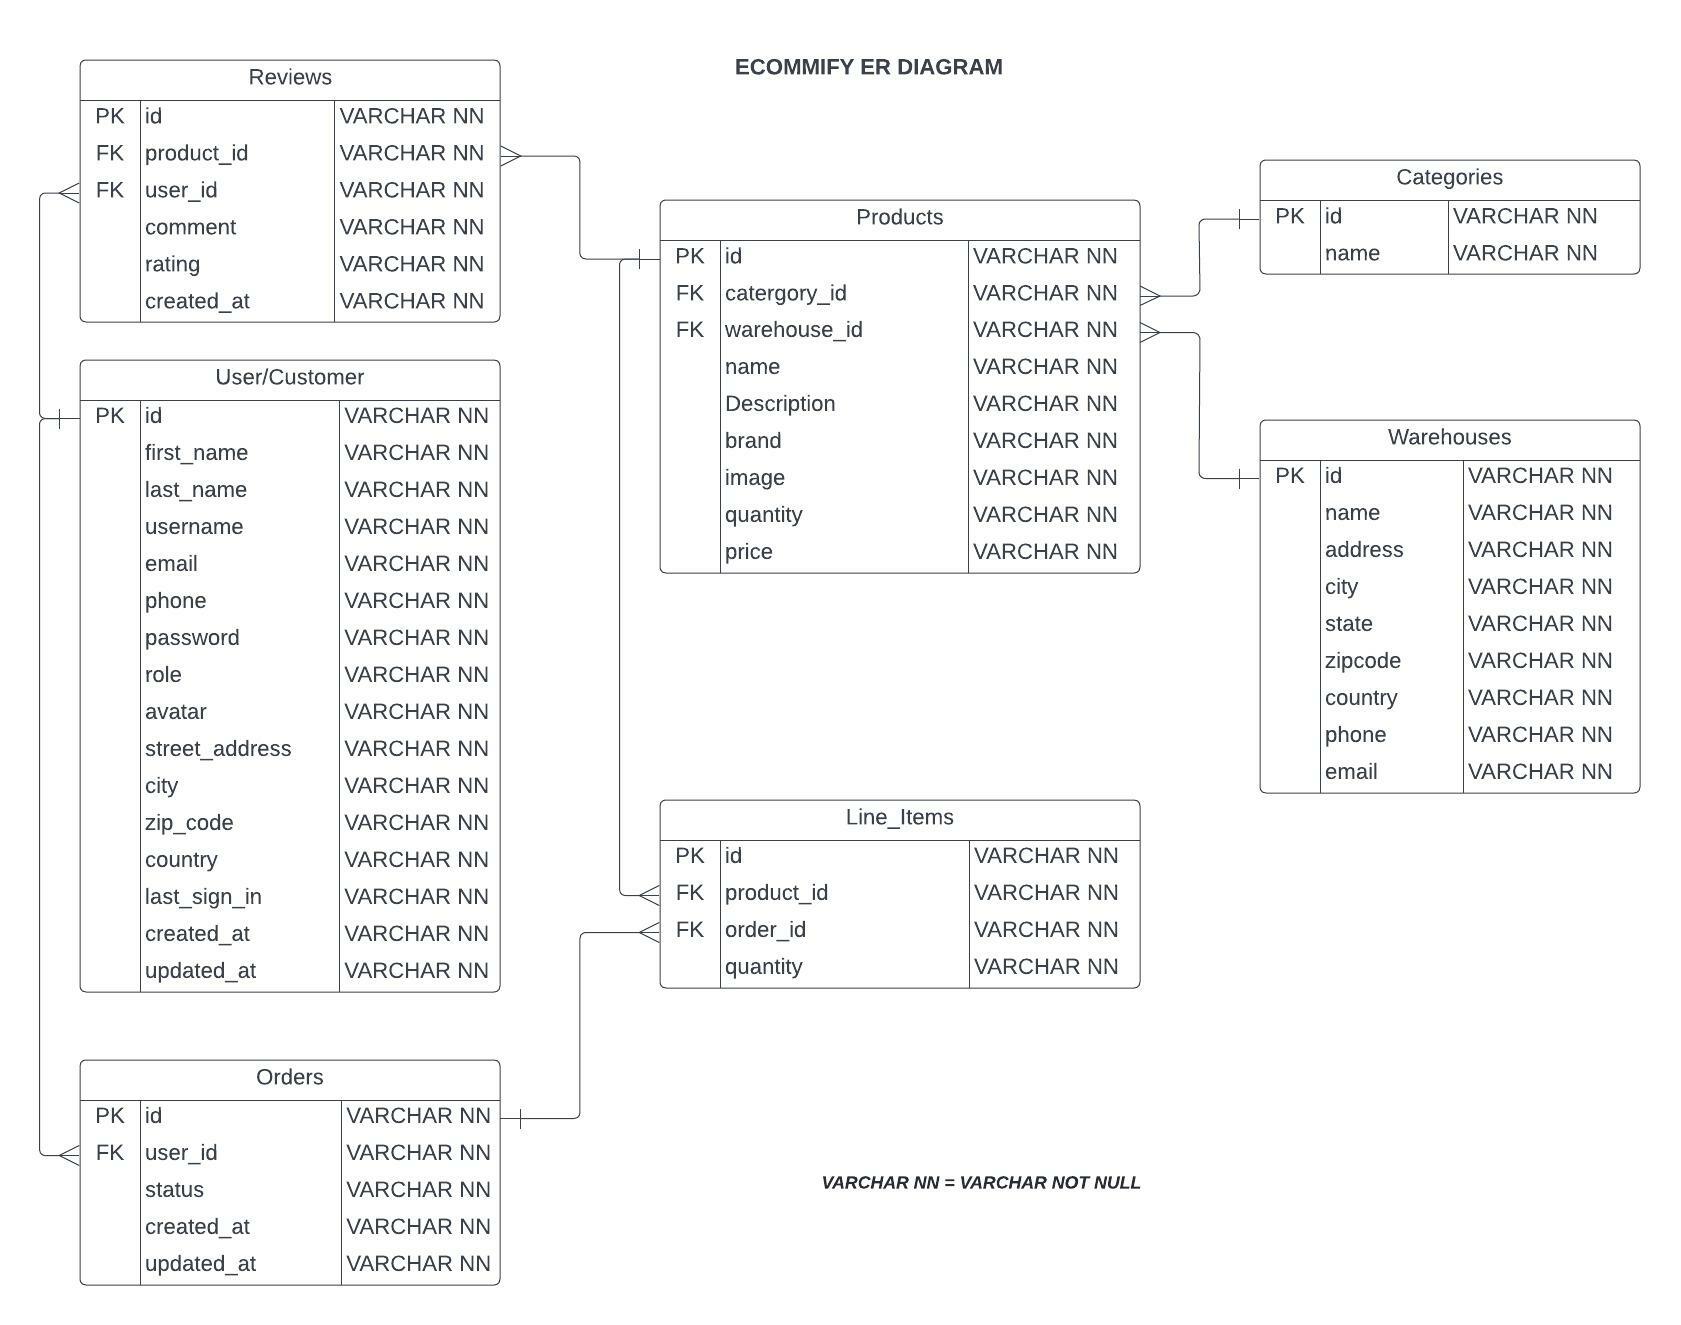 ECOMMIFY ER DIAGRAM
Reviews
PK id VARCHAR NN
FK product_id VARCHAR NN
FK user_id VARCHAR NN
comment VARCHAR NN
rating VARCHAR NN
created_at VARCHAR NN
User/Customer
PK id VARCHAR NN
first_name VARCHAR NN
last_name VARCHAR NN
username VARCHAR NN
email VARCHAR NN
phone VARCHAR NN
password VARCHAR NN
role VARCHAR NN
avatar VARCHAR NN
street_address VARCHAR NN
city VARCHAR NN
zip_code VARCHAR NN
country VARCHAR NN
last_sign_in VARCHAR NN
created_at VARCHAR NN
updated_at VARCHAR NN
Orders
PK id VARCHAR NN
FK user_id VARCHAR NN
status VARCHAR NN
created_at VARCHAR NN
updated_at VARCHAR NN
Products
PK id VARCHAR NN
FK catergory_id VARCHAR NN
FK warehouse_id VARCHAR NN
name VARCHAR NN
Description VARCHAR NN
brand VARCHAR NN
image VARCHAR NN
quantity VARCHAR NN
price VARCHAR NN
Line_Items
PK id VARCHAR NN
FK product_id VARCHAR NN
FK order_id VARCHAR NN
quantity VARCHAR NN
Categories
PK id VARCHAR NN
name VARCHAR NN
Warehouses
PK id VARCHAR NN
name VARCHAR NN
address VARCHAR NN
city VARCHAR NN
state VARCHAR NN
zipcode VARCHAR NN
country VARCHAR NN
phone VARCHAR NN
email VARCHAR NN
VARCHAR NN = VARCHAR NOT NULL